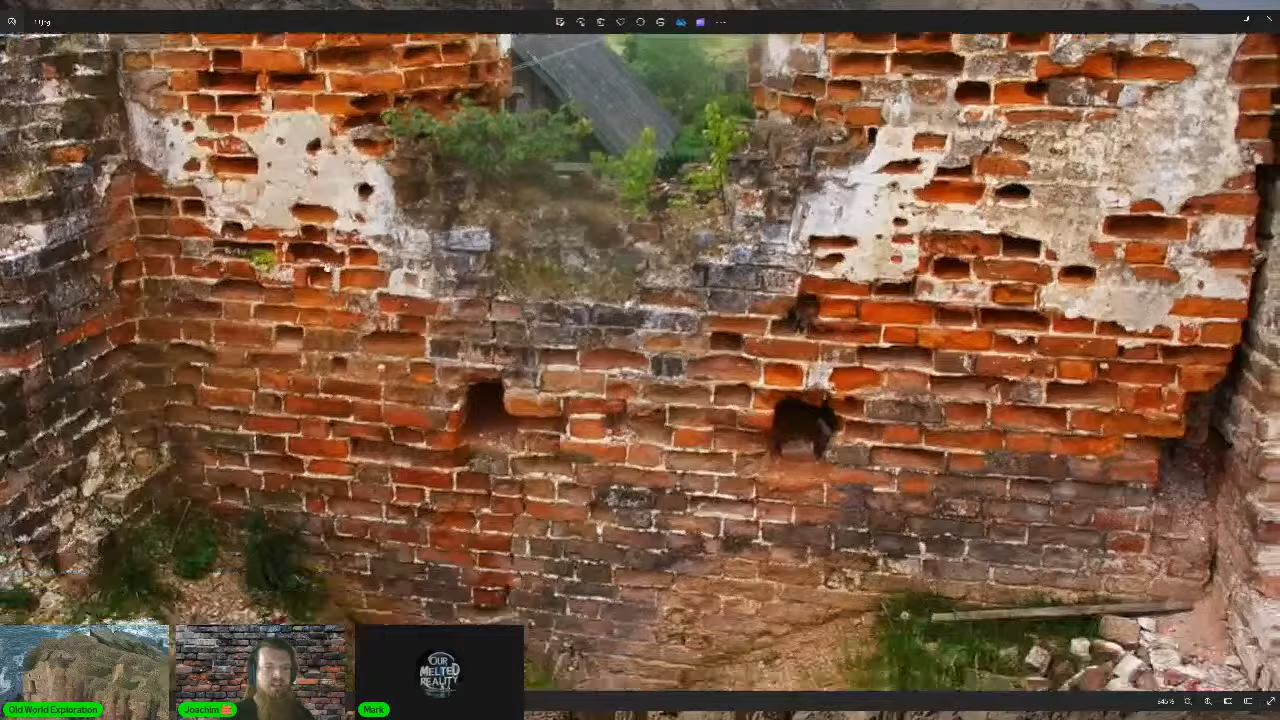 OUR
MELTED
REALITY
Old World Exploration
Joachim
Mark